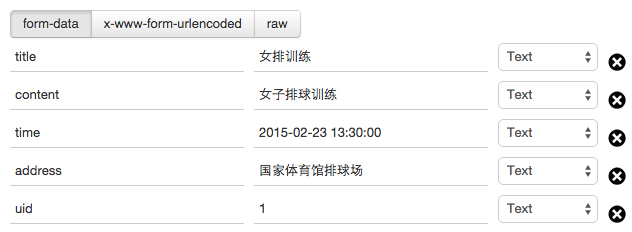 form-data x-www-form-urlencoded raw
title 女排训练 Text
content 女子排球训练 Text
time 2015-02-23 13:30:00 Text
address 国家体育馆排球场 Text
uid 1 Text